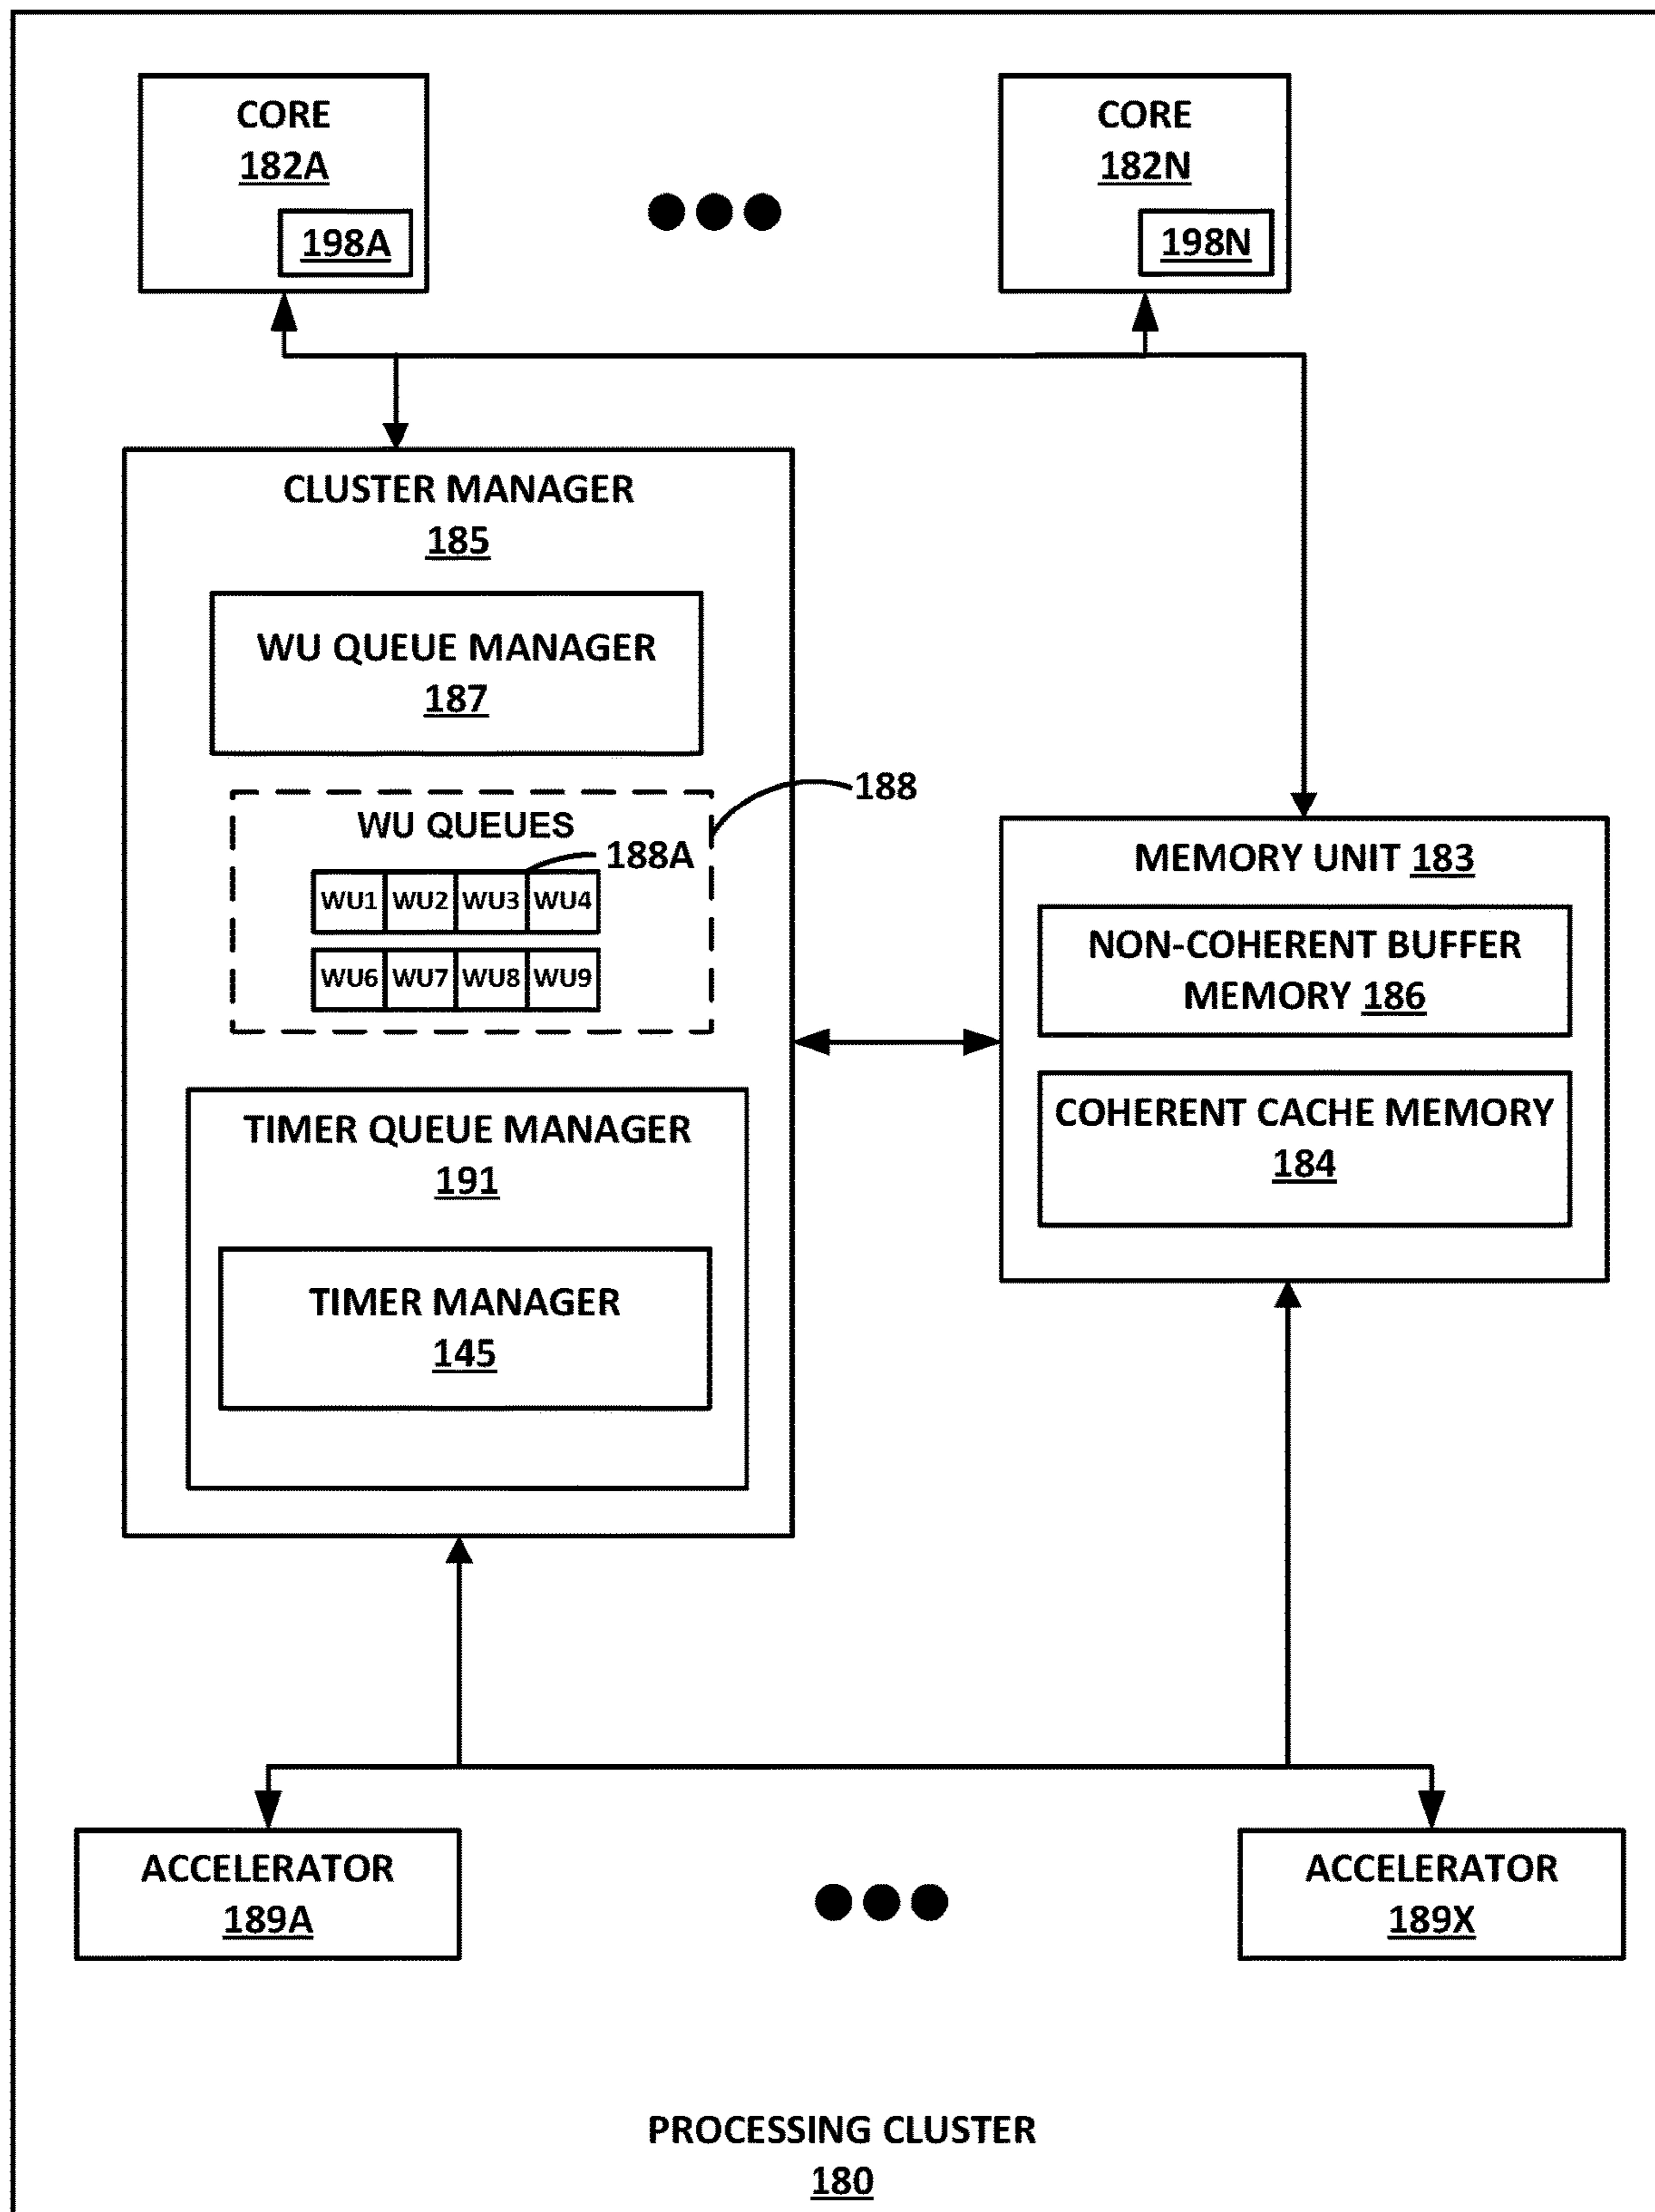 CORE
182A
198A
CORE
182N
198N
CLUSTER MANAGER
185
WU QUEUE MANAGER
187
188
WU QUEUES
188A
WU1 WU2 WU3 WU4
WU6 WU7 WU8 WU9
TIMER QUEUE MANAGER
191
TIMER MANAGER
145
MEMORY UNIT 183
NON-COHERENT BUFFER
MEMORY 186
COHERENT CACHE MEMORY
184
ACCELERATOR
189A
ACCELERATOR
189X
PROCESSING CLUSTER
180